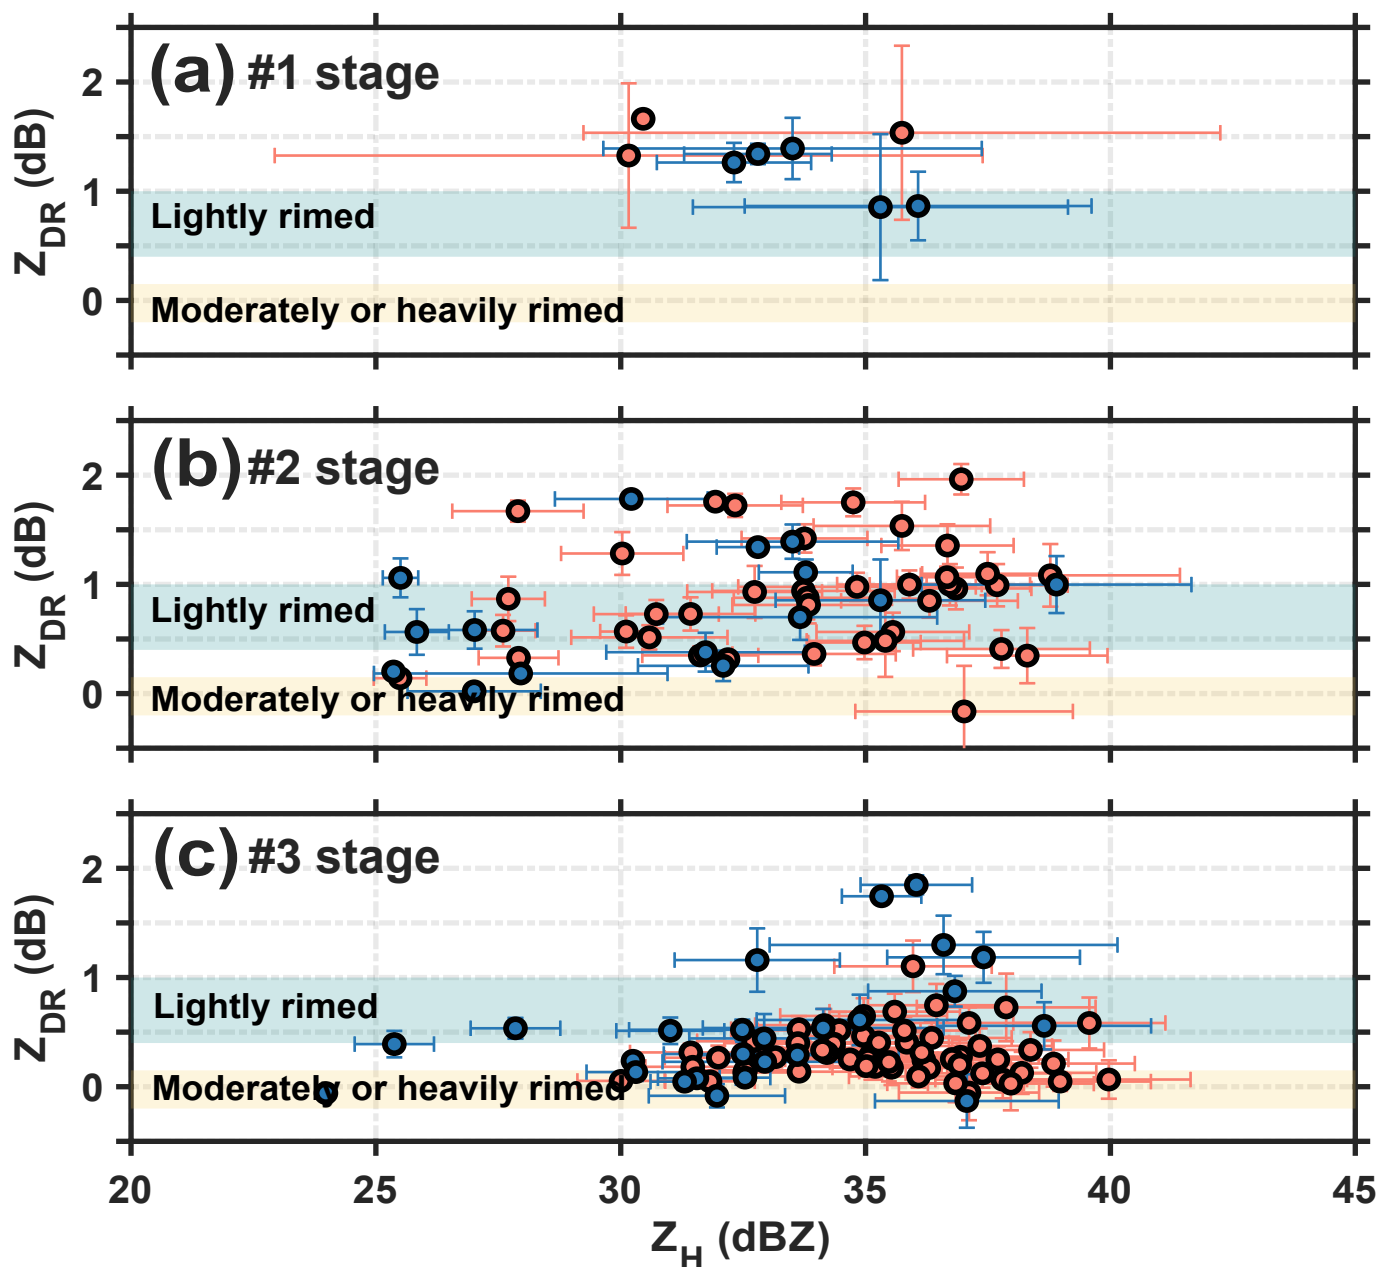 (a) #1 stage
2
1
0
Z_DR (dB)
Lightly rimed
Moderately or heavily rimed
(b) #2 stage
2
1
0
Z_DR (dB)
Lightly rimed
Moderately or heavily rimed
(c) #3 stage
2
1
0
Z_DR (dB)
Lightly rimed
Moderately or heavily rimed
20 25 30 35 40 45
Z_H (dBZ)